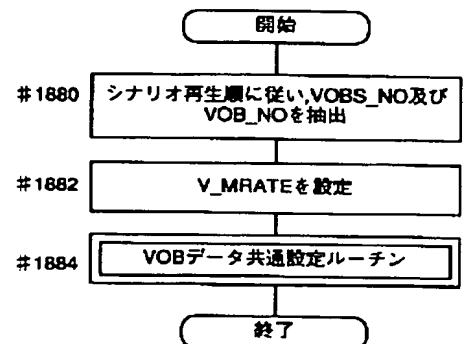 開始
#1880
シナリオ再生順に従い,VOBS_NO及び
VOB_NOを抽出
#1882
V_MRATEを設定
#1884
VOBデータ共通設定ルーチン
終了